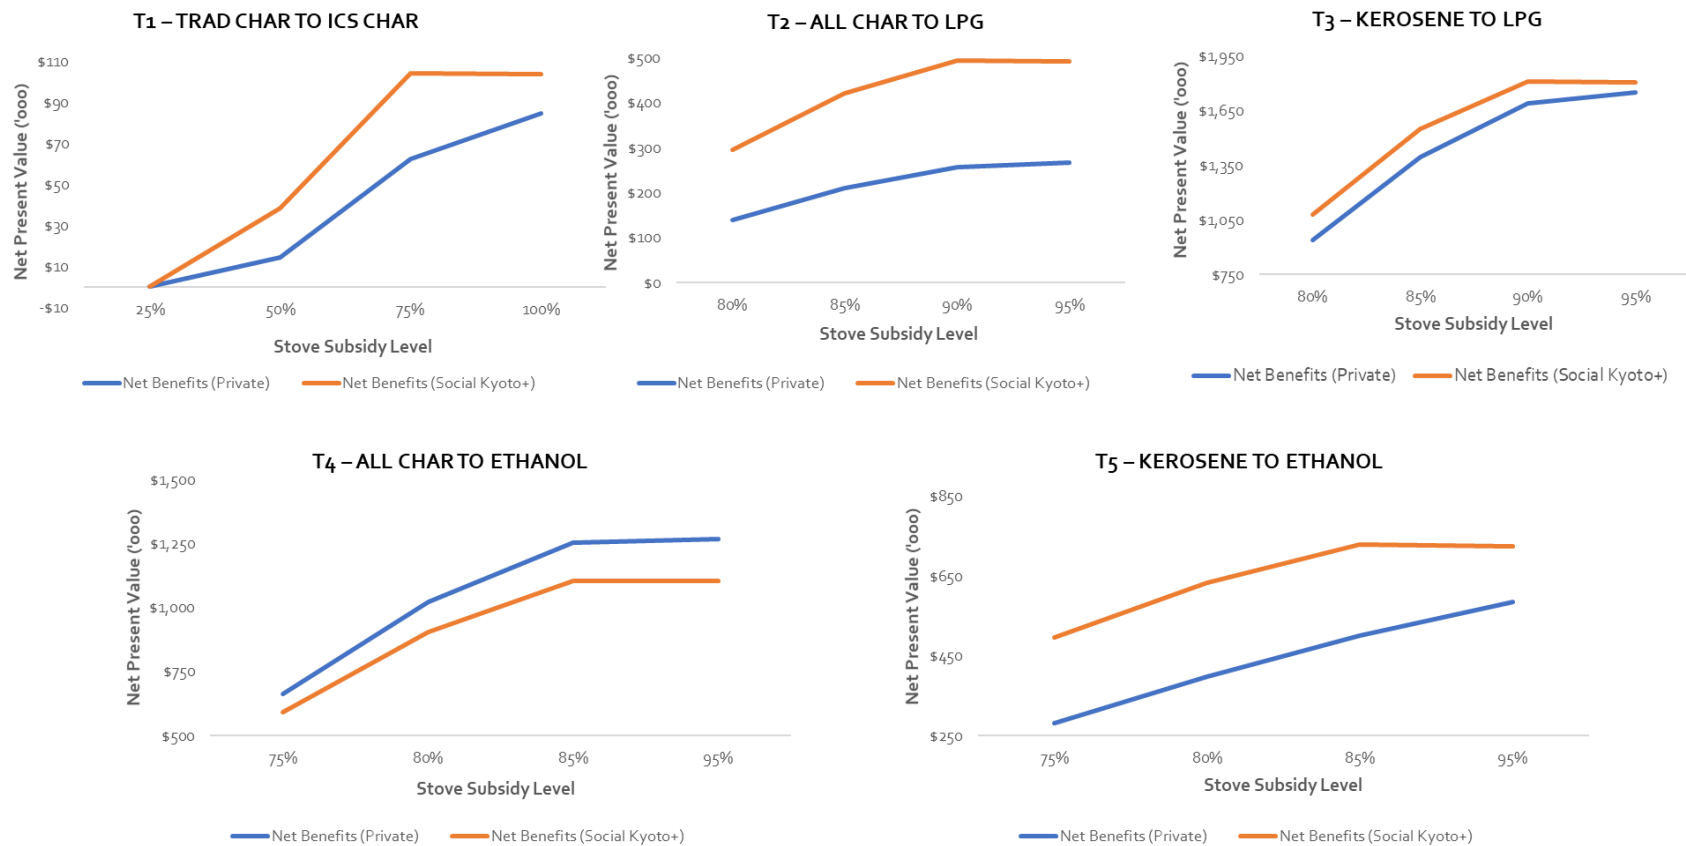 T1 – TRAD CHAR TO ICS CHAR
Net Present Value ('000)
$110
$90
$70
$50
$30
$10
-$10
25%
50%
75%
100%
Stove Subsidy Level
Net Benefits (Private)
Net Benefits (Social Kyoto+)
T2 – ALL CHAR TO LPG
Net Present Value ('000)
$500
$400
$300
$200
$100
$0
80%
85%
90%
95%
Stove Subsidy Level
Net Benefits (Private)
Net Benefits (Social Kyoto+)
T3 – KEROSENE TO LPG
Net Present Value ('000)
$1,950
$1,650
$1,350
$1,050
$750
80%
85%
90%
95%
Stove Subsidy Level
Net Benefits (Private)
Net Benefits (Social Kyoto+)
T4 – ALL CHAR TO ETHANOL
Net Present Value ('000)
$1,500
$1,250
$1,000
$750
$500
75%
80%
85%
95%
Stove Subsidy Level
Net Benefits (Private)
Net Benefits (Social Kyoto+)
T5 – KEROSENE TO ETHANOL
Net Present Value ('000)
$850
$650
$450
$250
75%
80%
85%
95%
Stove Subsidy Level
Net Benefits (Private)
Net Benefits (Social Kyoto+)